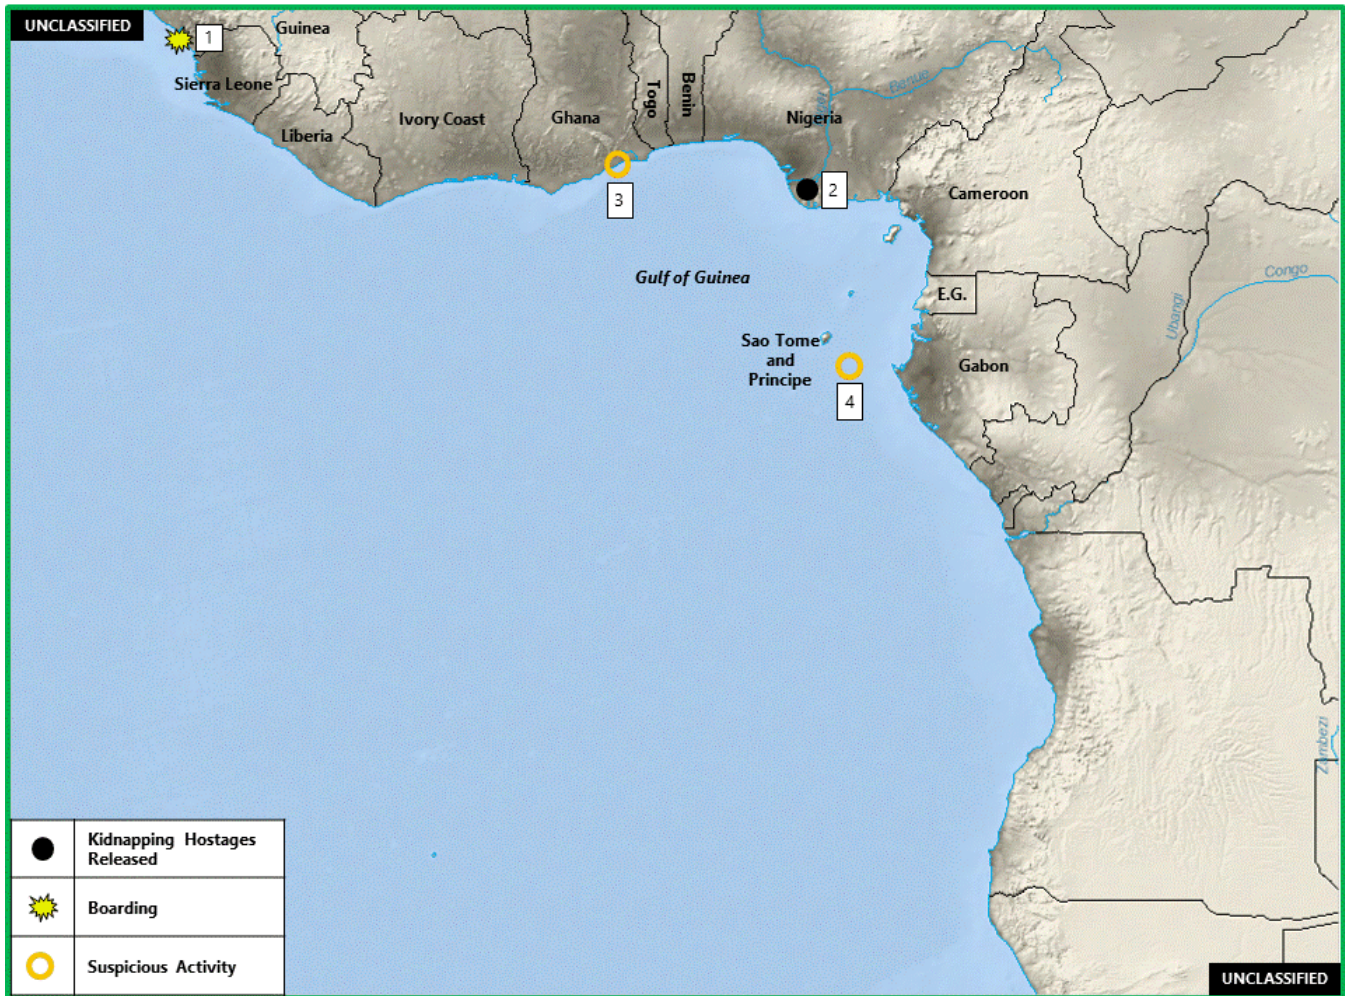 UNCLASSIFIED
1
Guinea
Sierra Leone
Liberia
Ivory Coast
Ghana
Togo
Benin
Nigeria
Benue
3
2
Cameroon
Gulf of Guinea
E.G.
Congo
Ubangi
Sao Tome
and
Principe
Gabon
4
Zambezi
Kidnapping Hostages
Released
Boarding
Suspicious Activity
UNCLASSIFIED